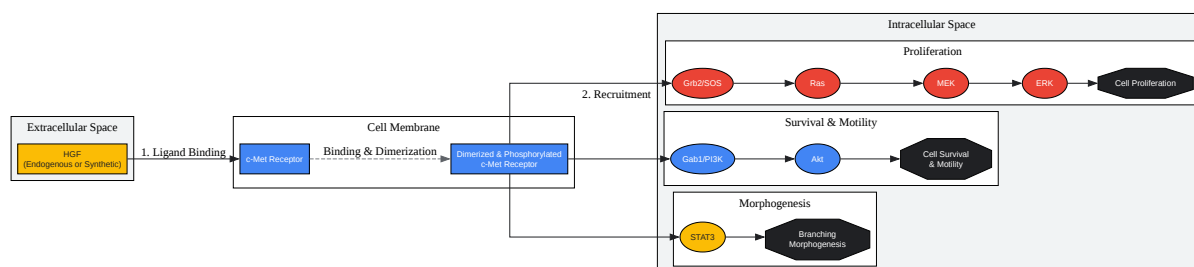 Intracellular Space
Proliferation
Grb2/SOS
Ras
MEK
ERK
Cell Proliferation
2. Recruitment
Extracellular Space
HGF
(Endogenous or Synthetic)
1. Ligand Binding
Cell Membrane
c-Met Receptor
Binding & Dimerization
Dimerized & Phosphorylated
c-Met Receptor
Survival & Motility
Gab1/PI3K
Akt
Cell Survival
& Motility
Morphogenesis
STAT3
Branching
Morphogenesis